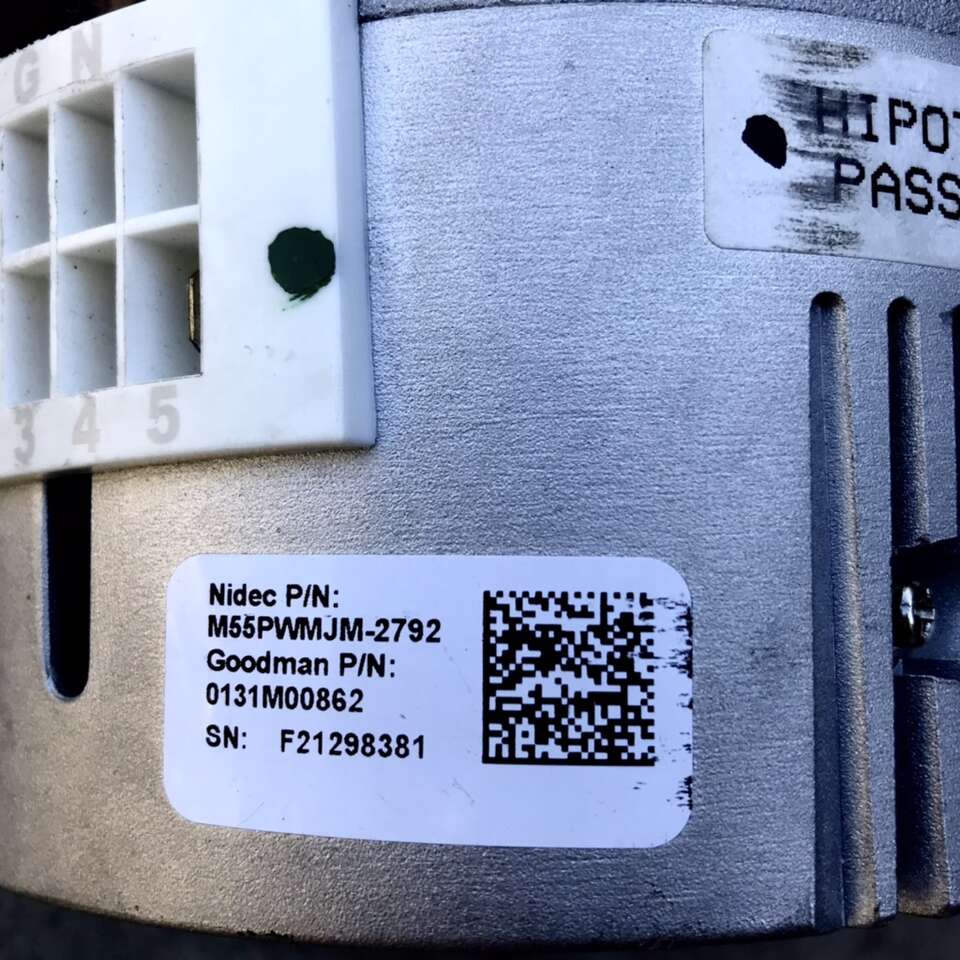 G N
HIPOT
PASS
3 4 5
Nidec P/N:
M55PWMJM-2792
Goodman P/N:
0131M00862
SN: F21298381